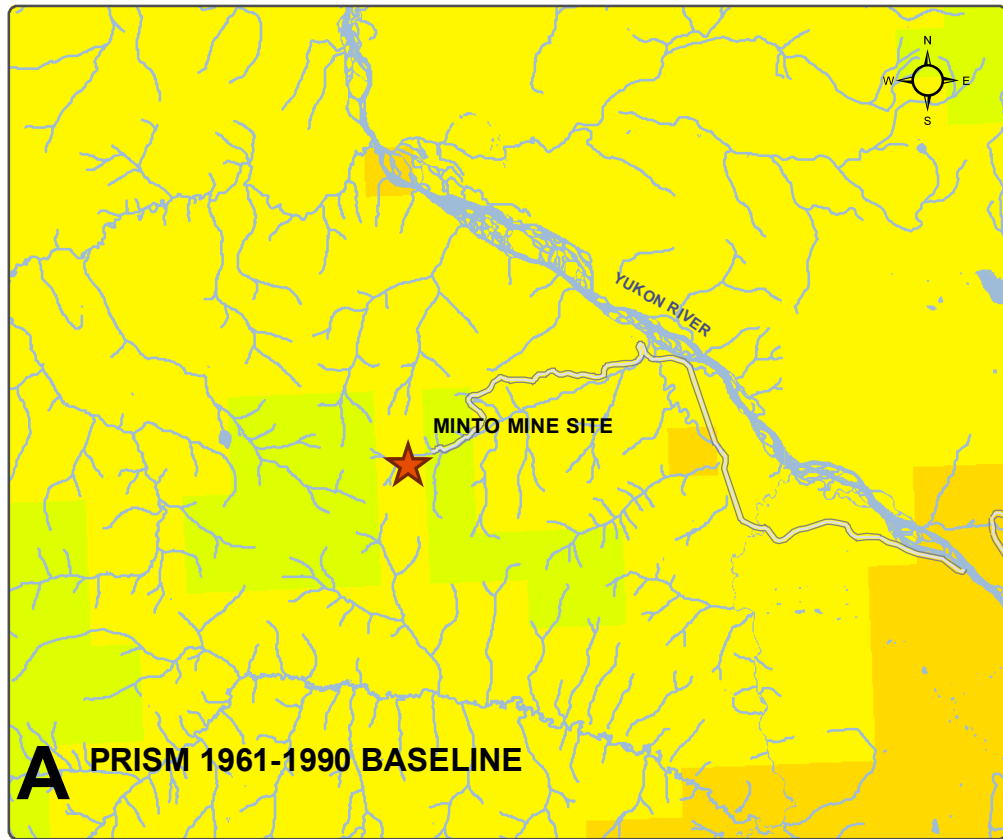 N
W E
S
YUKON RIVER
MINTO MINE SITE
A PRISM 1961-1990 BASELINE